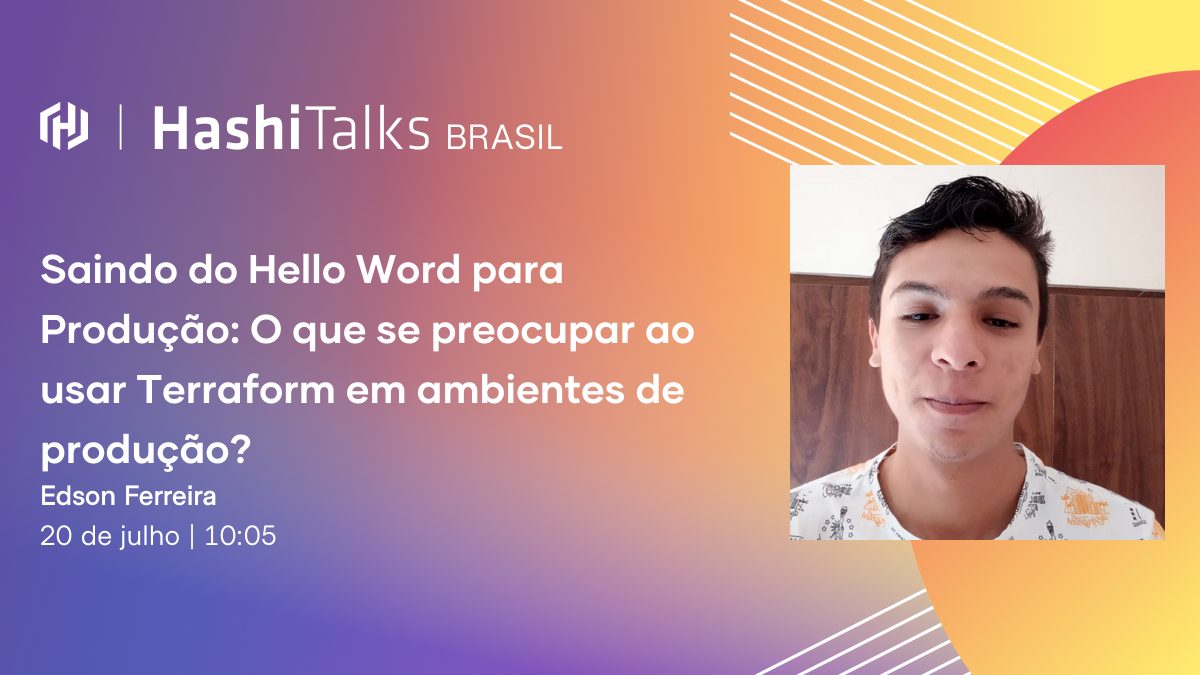 HashiTalks BRASIL
Saindo do Hello Word para
Produção: O que se preocupar ao
usar Terraform em ambientes de
produção?
Edson Ferreira
20 de julho | 10:05